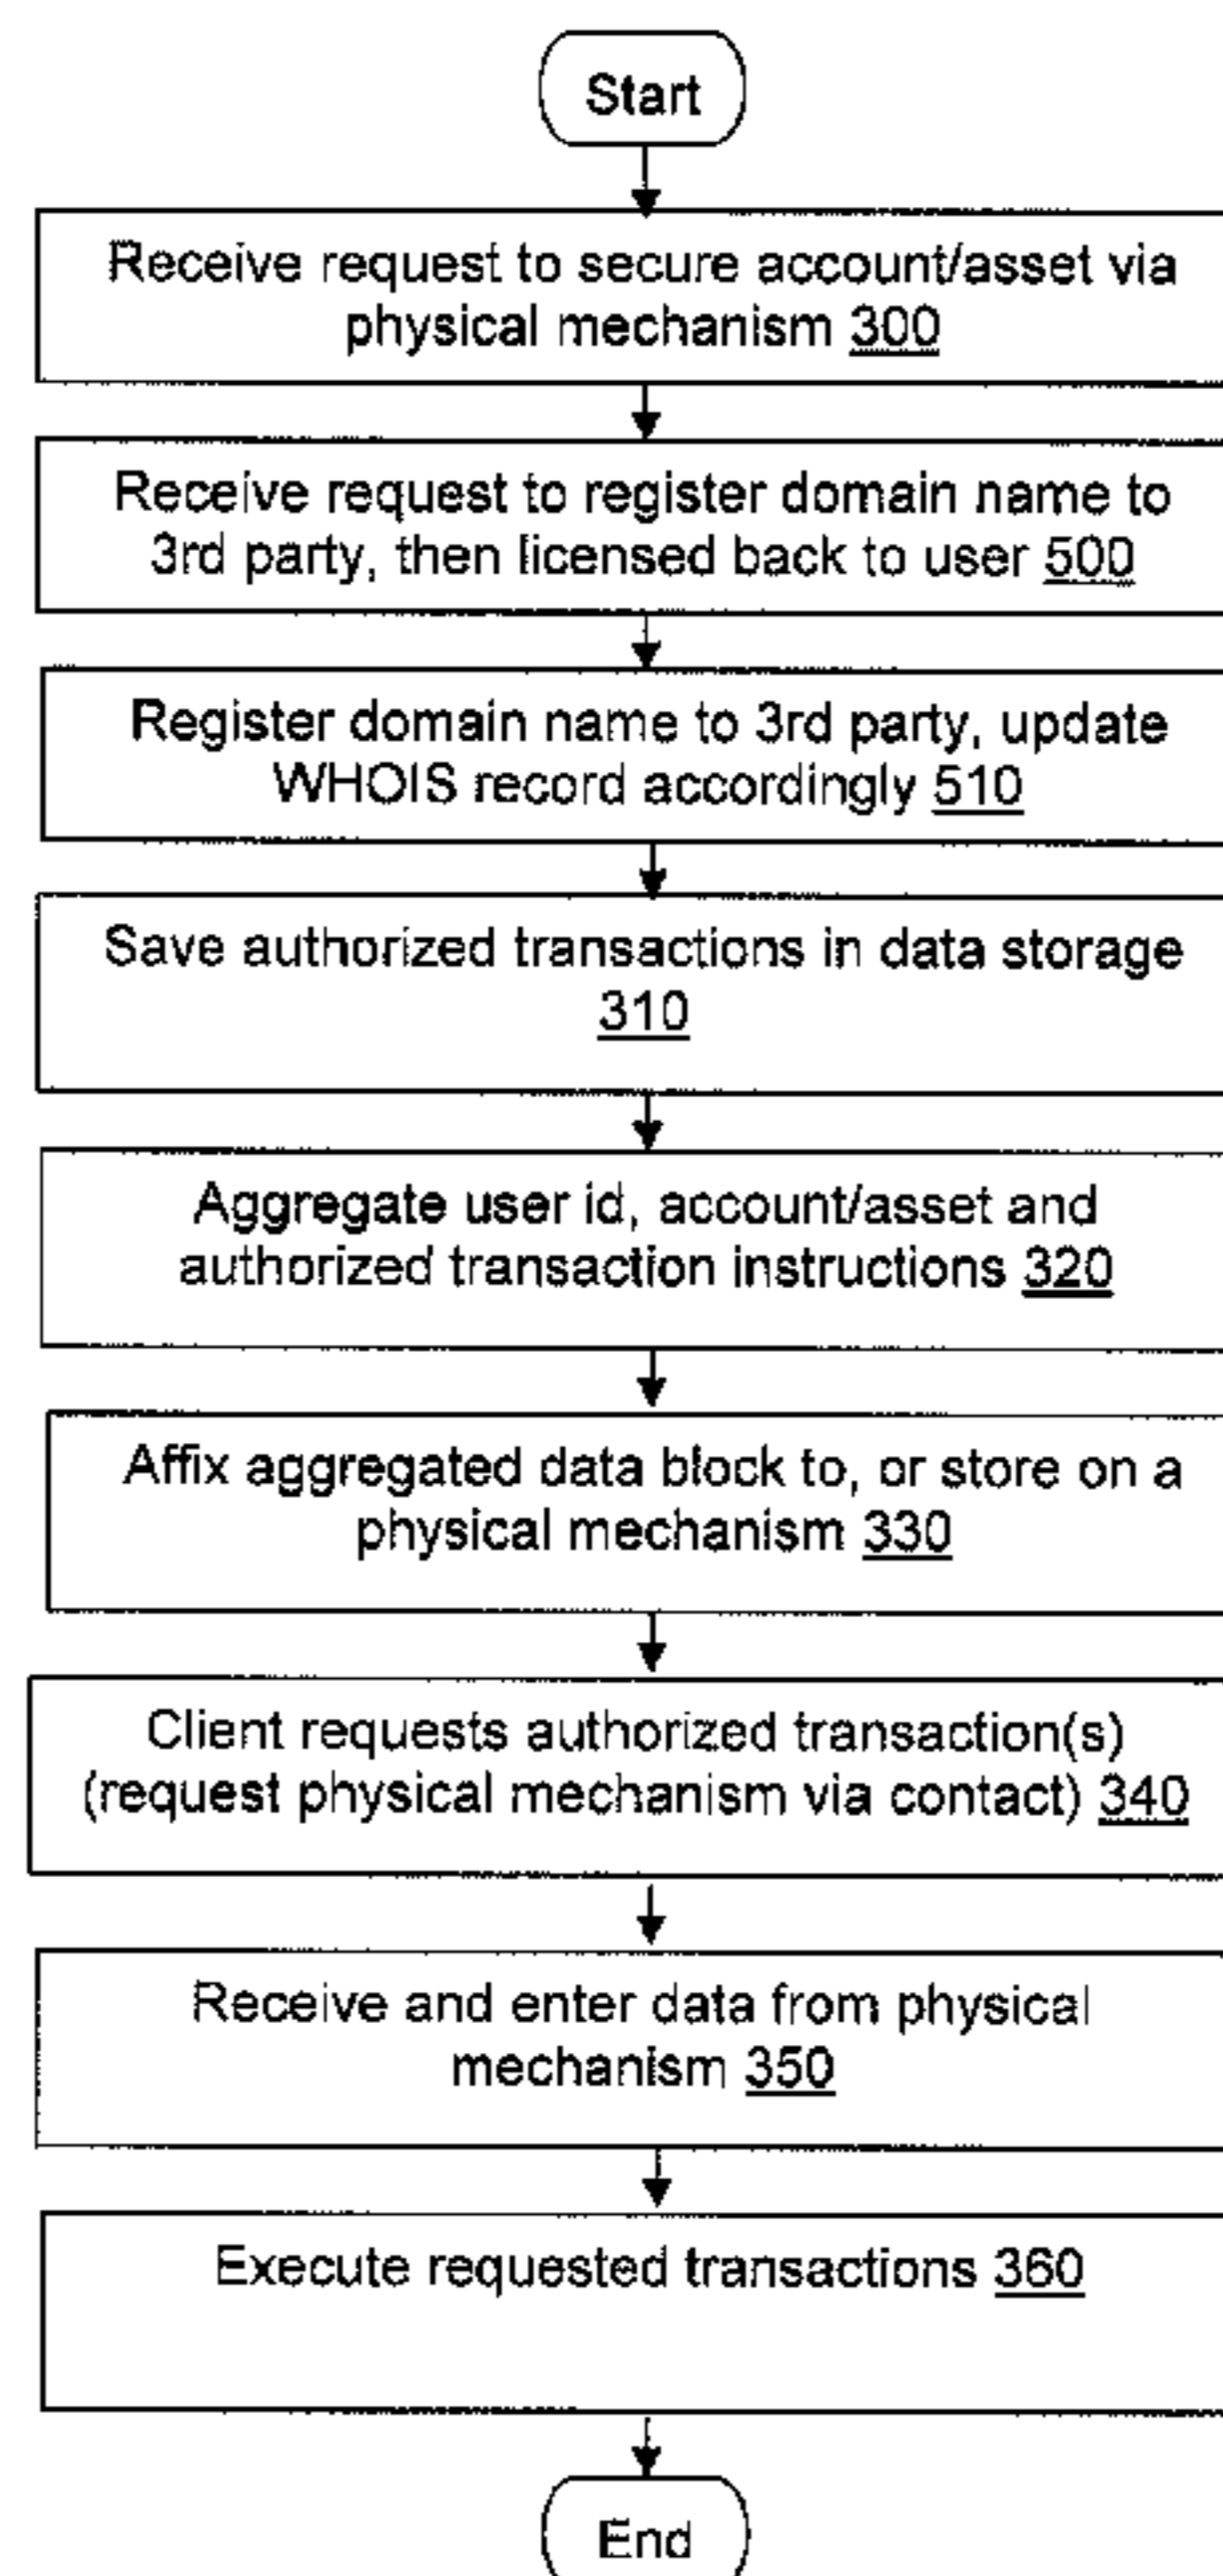 Start
Receive request to secure account/asset via
physical mechanism 300
Receive request to register domain name to
3rd party, then licensed back to user 500
Register domain name to 3rd party, update
WHOIS record accordingly 510
Save authorized transactions in data storage
310
Aggregate user id, account/asset and
authorized transaction instructions 320
Affix aggregated data block to, or store on a
physical mechanism 330
Client requests authorized transaction(s)
(request physical mechanism via contact) 340
Receive and enter data from physical
mechanism 350
Execute requested transactions 360
End